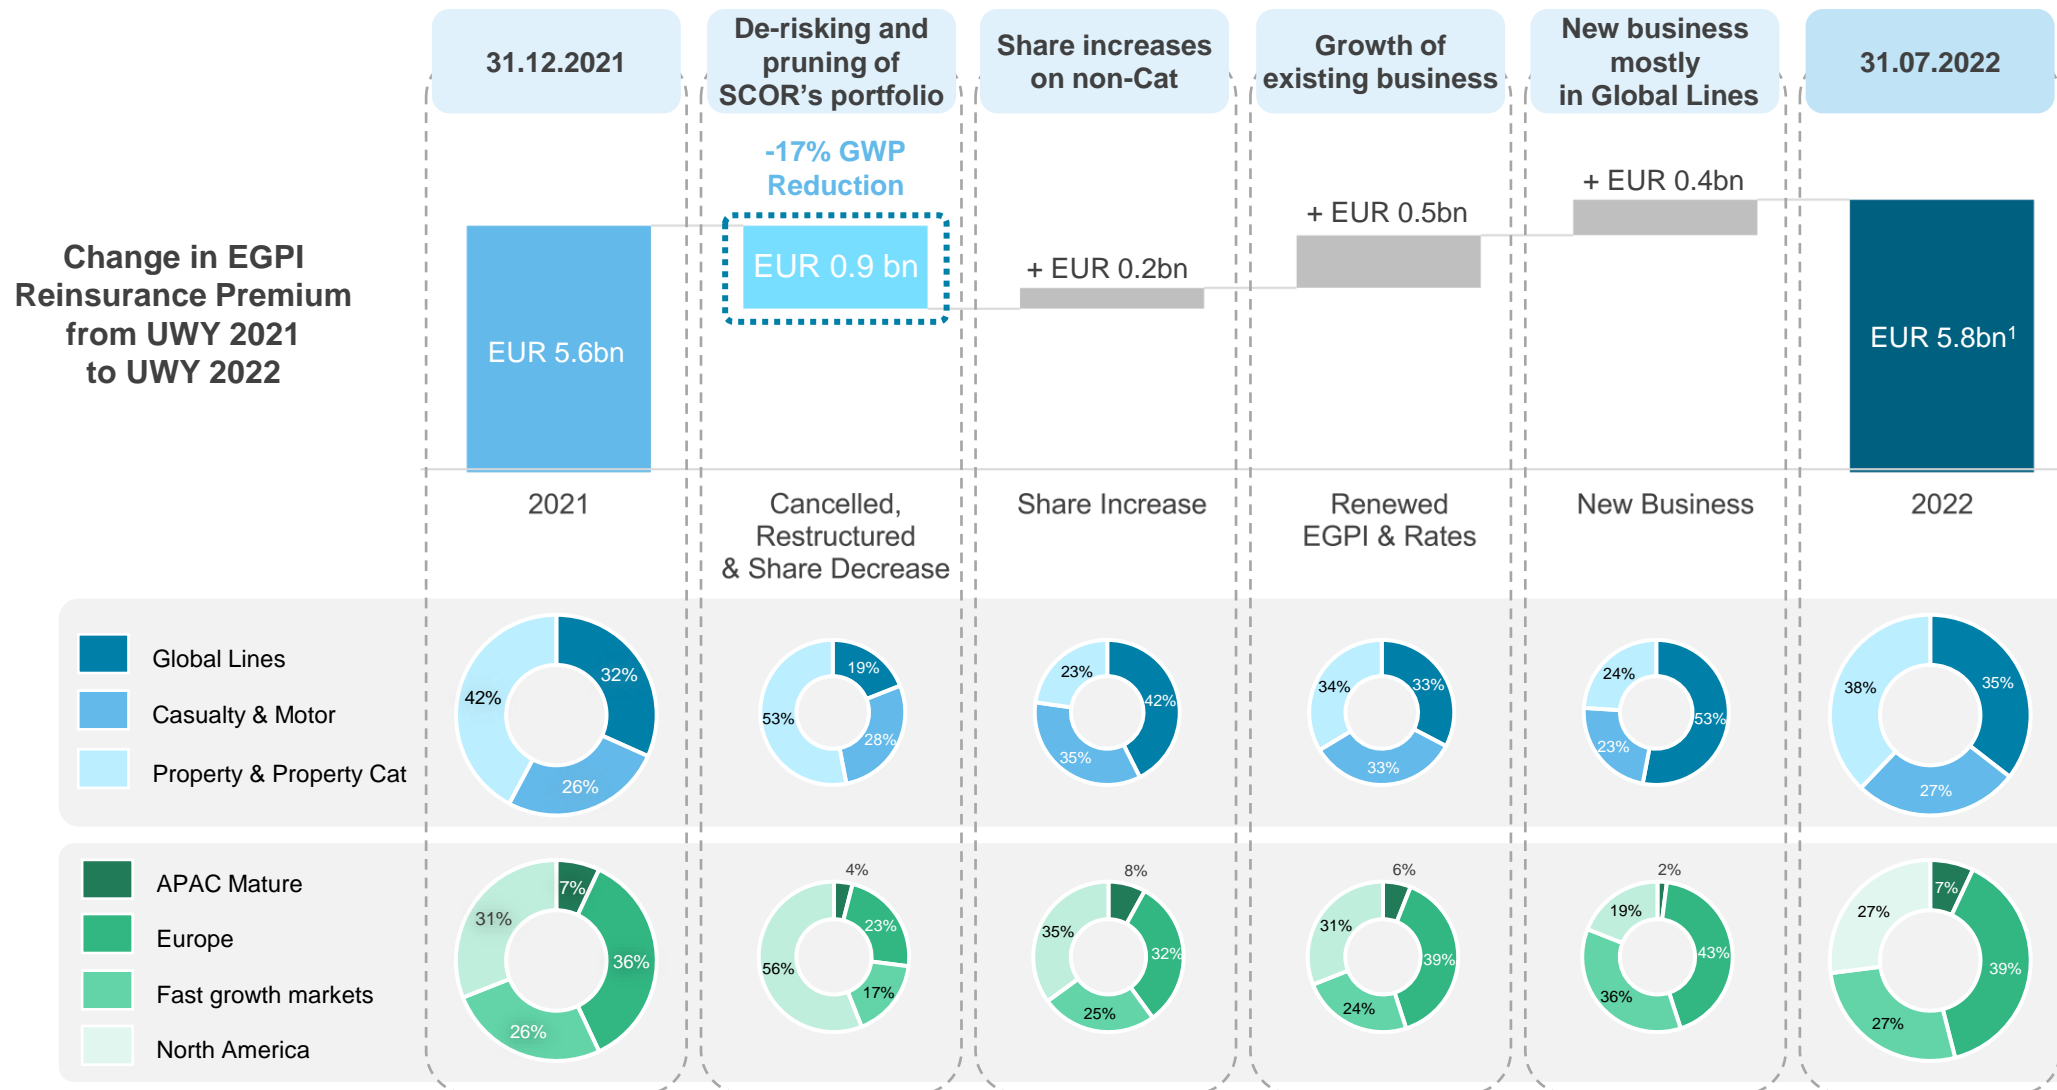 31.12.2021
De-risking and
pruning of
SCOR's portfolio
Share increases
on non-Cat
Growth of
existing business
New business
mostly
in Global Lines
31.07.2022
Change in EGPI
Reinsurance Premium
from UWY 2021
to UWY 2022
-17% GWP
Reduction
EUR 5.6bn
EUR 0.9 bn
+ EUR 0.2bn
+ EUR 0.5bn
+ EUR 0.4bn
EUR 5.8bn¹
2021
Cancelled,
Restructured
& Share Decrease
Share Increase
Renewed
EGPI & Rates
New Business
2022
Global Lines
Casualty & Motor
Property & Property Cat
32%
26%
42%
19%
28%
53%
42%
35%
23%
33%
33%
34%
53%
23%
24%
35%
27%
38%
APAC Mature
Europe
Fast growth markets
North America
7%
36%
26%
31%
4%
23%
17%
56%
8%
32%
25%
35%
6%
39%
24%
31%
2%
43%
36%
19%
7%
39%
27%
27%